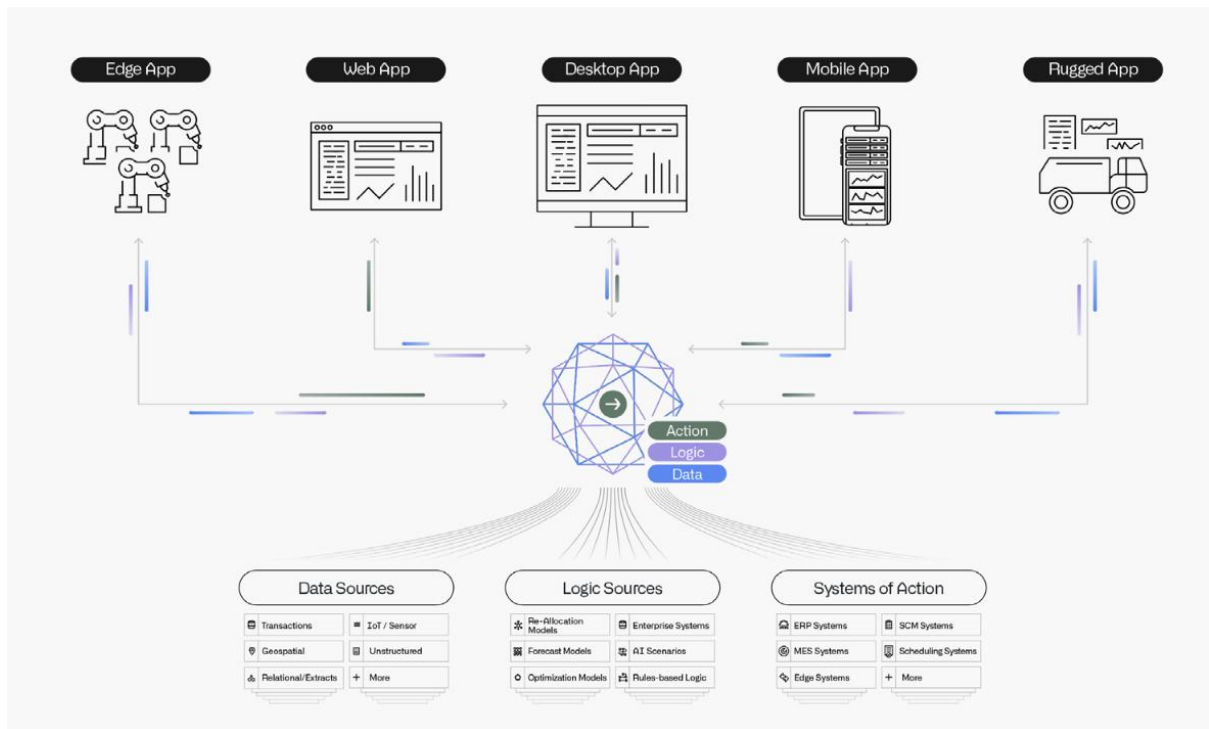 Edge App
Web App
Desktop App
Mobile App
Rugged App
Action
Logic
Data
Data Sources
Transactions
IoT / Sensor
Geospatial
Unstructured
Relational/Extracts
More
Logic Sources
Re-Allocation
Models
Enterprise Systems
Forecast Models
AI Scenarios
Optimization Models
Rules-based Logic
Systems of Action
ERP Systems
SCM Systems
MES Systems
Scheduling Systems
Edge Systems
More